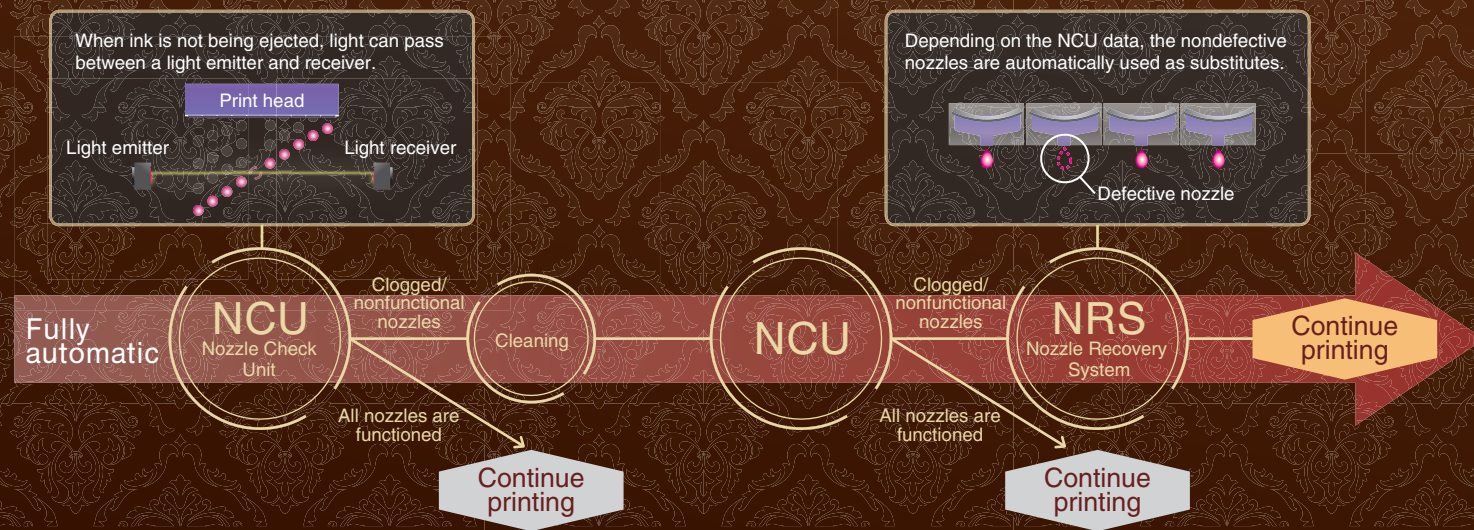 When ink is not being ejected, light can pass
between a light emitter and receiver.
Print head
Light emitter
Light receiver
Depending on the NCU data, the nondefective
nozzles are automatically used as substitutes.
Defective nozzle
Fully
automatic
NCU
Nozzle Check
Unit
Clogged/
nonfunctional
nozzles
All nozzles are
functioned
Continue
printing
Cleaning
NCU
Clogged/
nonfunctional
nozzles
All nozzles are
functioned
Continue
printing
NRS
Nozzle Recovery
System
Continue
printing